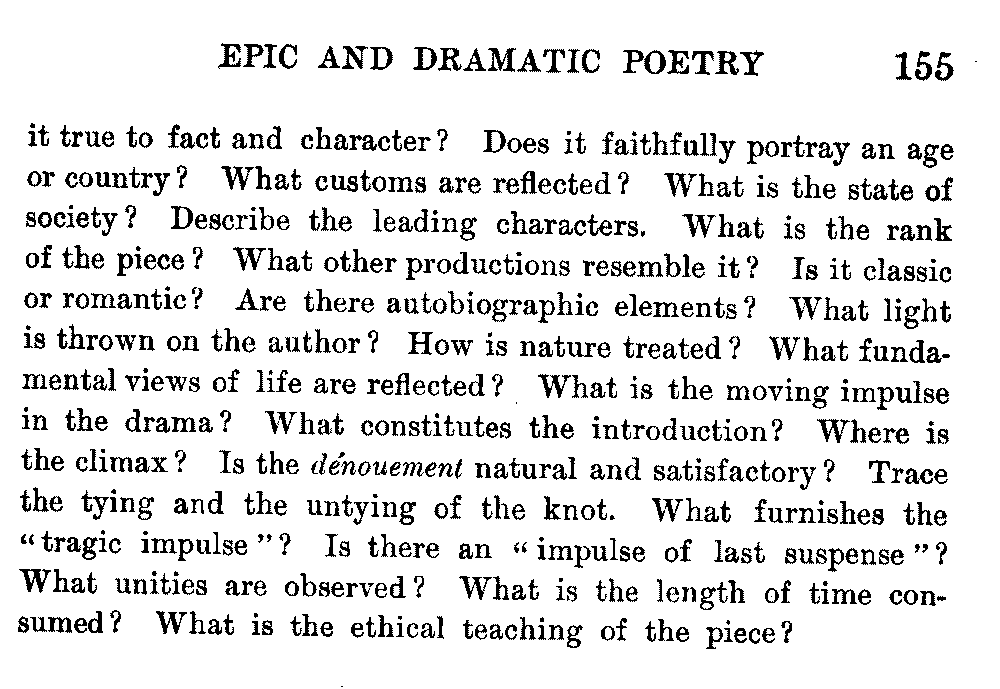 EPIC AND DRAMATIC POETRY 155
it true to fact and character? Does it faithfully portray an age
or country? What customs are reflected? What is the state of
society? Describe the leading characters. What is the rank
of the piece? What other productions resemble it? Is it classic
or romantic? Are there autobiographic elements? What light
is thrown on the author? How is nature treated? What funda-
mental views of life are reflected? What is the moving impulse
in the drama? What constitutes the introduction? Where is
the climax? Is the dénouement natural and satisfactory? Trace
the tying and the untying of the knot. What furnishes the
“tragic impulse”? Is there an “impulse of last suspense”?
What unities are observed? What is the length of time con-
sumed? What is the ethical teaching of the piece?